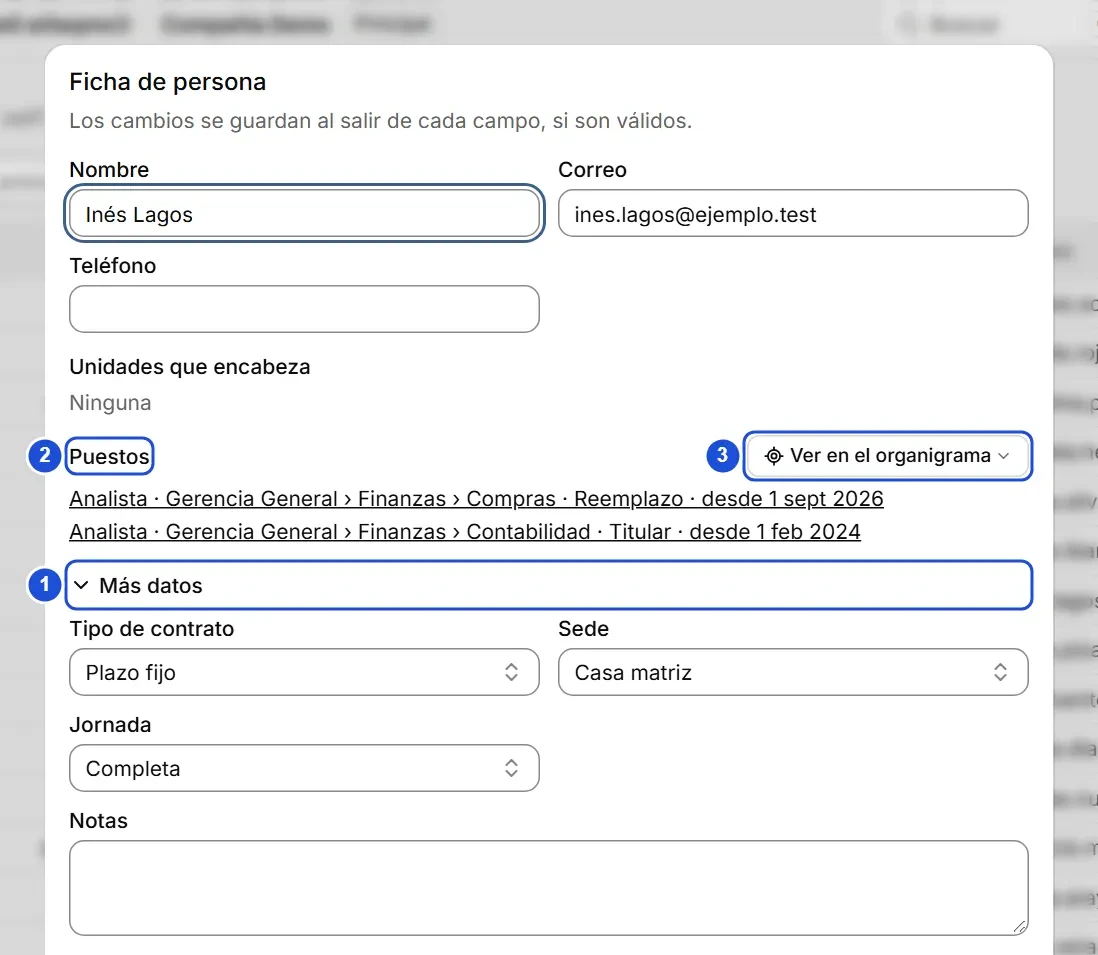 Ficha de persona
Los cambios se guardan al salir de cada campo, si son válidos.
Nombre
Correo
Inés Lagos
ines.lagos@ejemplo.test
Teléfono
Unidades que encabeza
Ninguna
2 Puestos
3 Ver en el organigrama
Analista · Gerencia General › Finanzas › Compras · Reemplazo · desde 1 sept 2026
Analista · Gerencia General › Finanzas › Contabilidad · Titular · desde 1 feb 2024
1 Más datos
Tipo de contrato
Sede
Plazo fijo
Casa matriz
Jornada
Completa
Notas